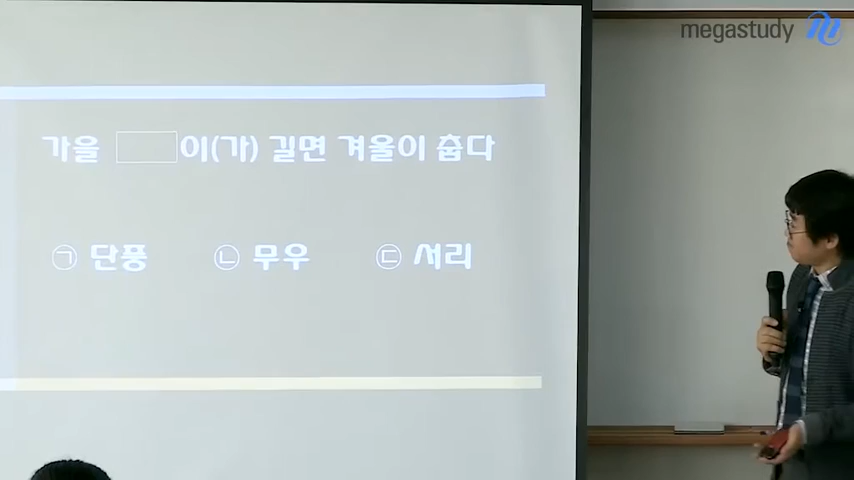 megastudy
가을 이(가) 길면 겨울이 춥다
㉠ 단풍 ㉡ 무우 ㉢ 서리